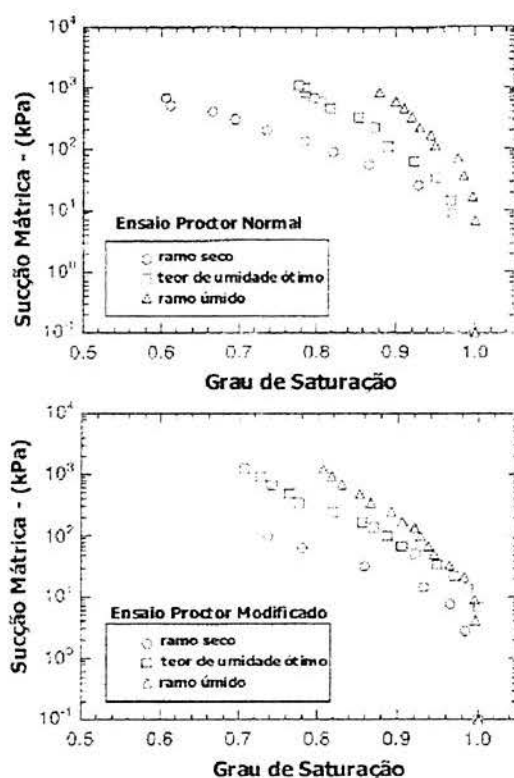 Sucção Mátrica - (kPa)
10⁴
10³
10²
10¹
10⁰
10⁻¹
Ensaio Proctor Normal
ramo seco
teor de umidade ótimo
ramo úmido
0.5 0.6 0.7 0.8 0.9 1.0
Grau de Saturação
Sucção Mátrica - (kPa)
10⁴
10³
10²
10¹
10⁰
10⁻¹
Ensaio Proctor Modificado
ramo seco
teor de umidade ótimo
ramo úmido
0.5 0.6 0.7 0.8 0.9 1.0
Grau de Saturação